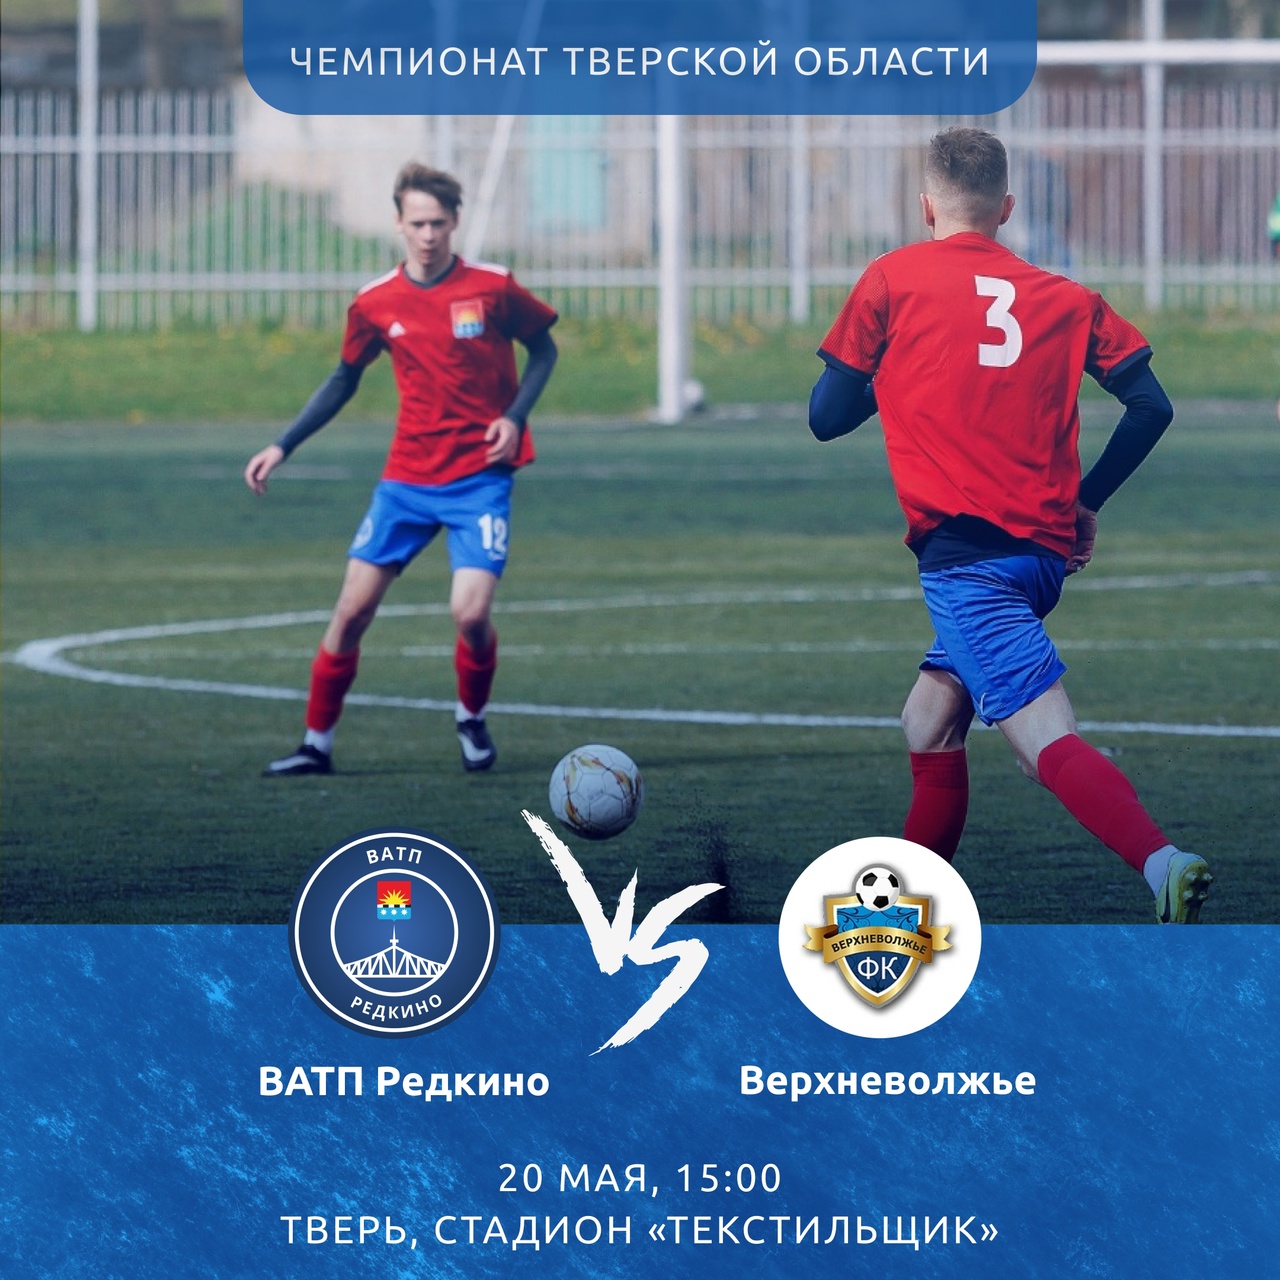 ЧЕМПИОНАТ ТВЕРСКОЙ ОБЛАСТИ
3
12
ВАТП
РЕДКИНО
ВЕРХНЕВОЛЖЬЕ
ФК
VS
ВАТП Редкино
Верхневолжье
20 МАЯ, 15:00
ТВЕРЬ, СТАДИОН «ТЕКСТИЛЬЩИК»